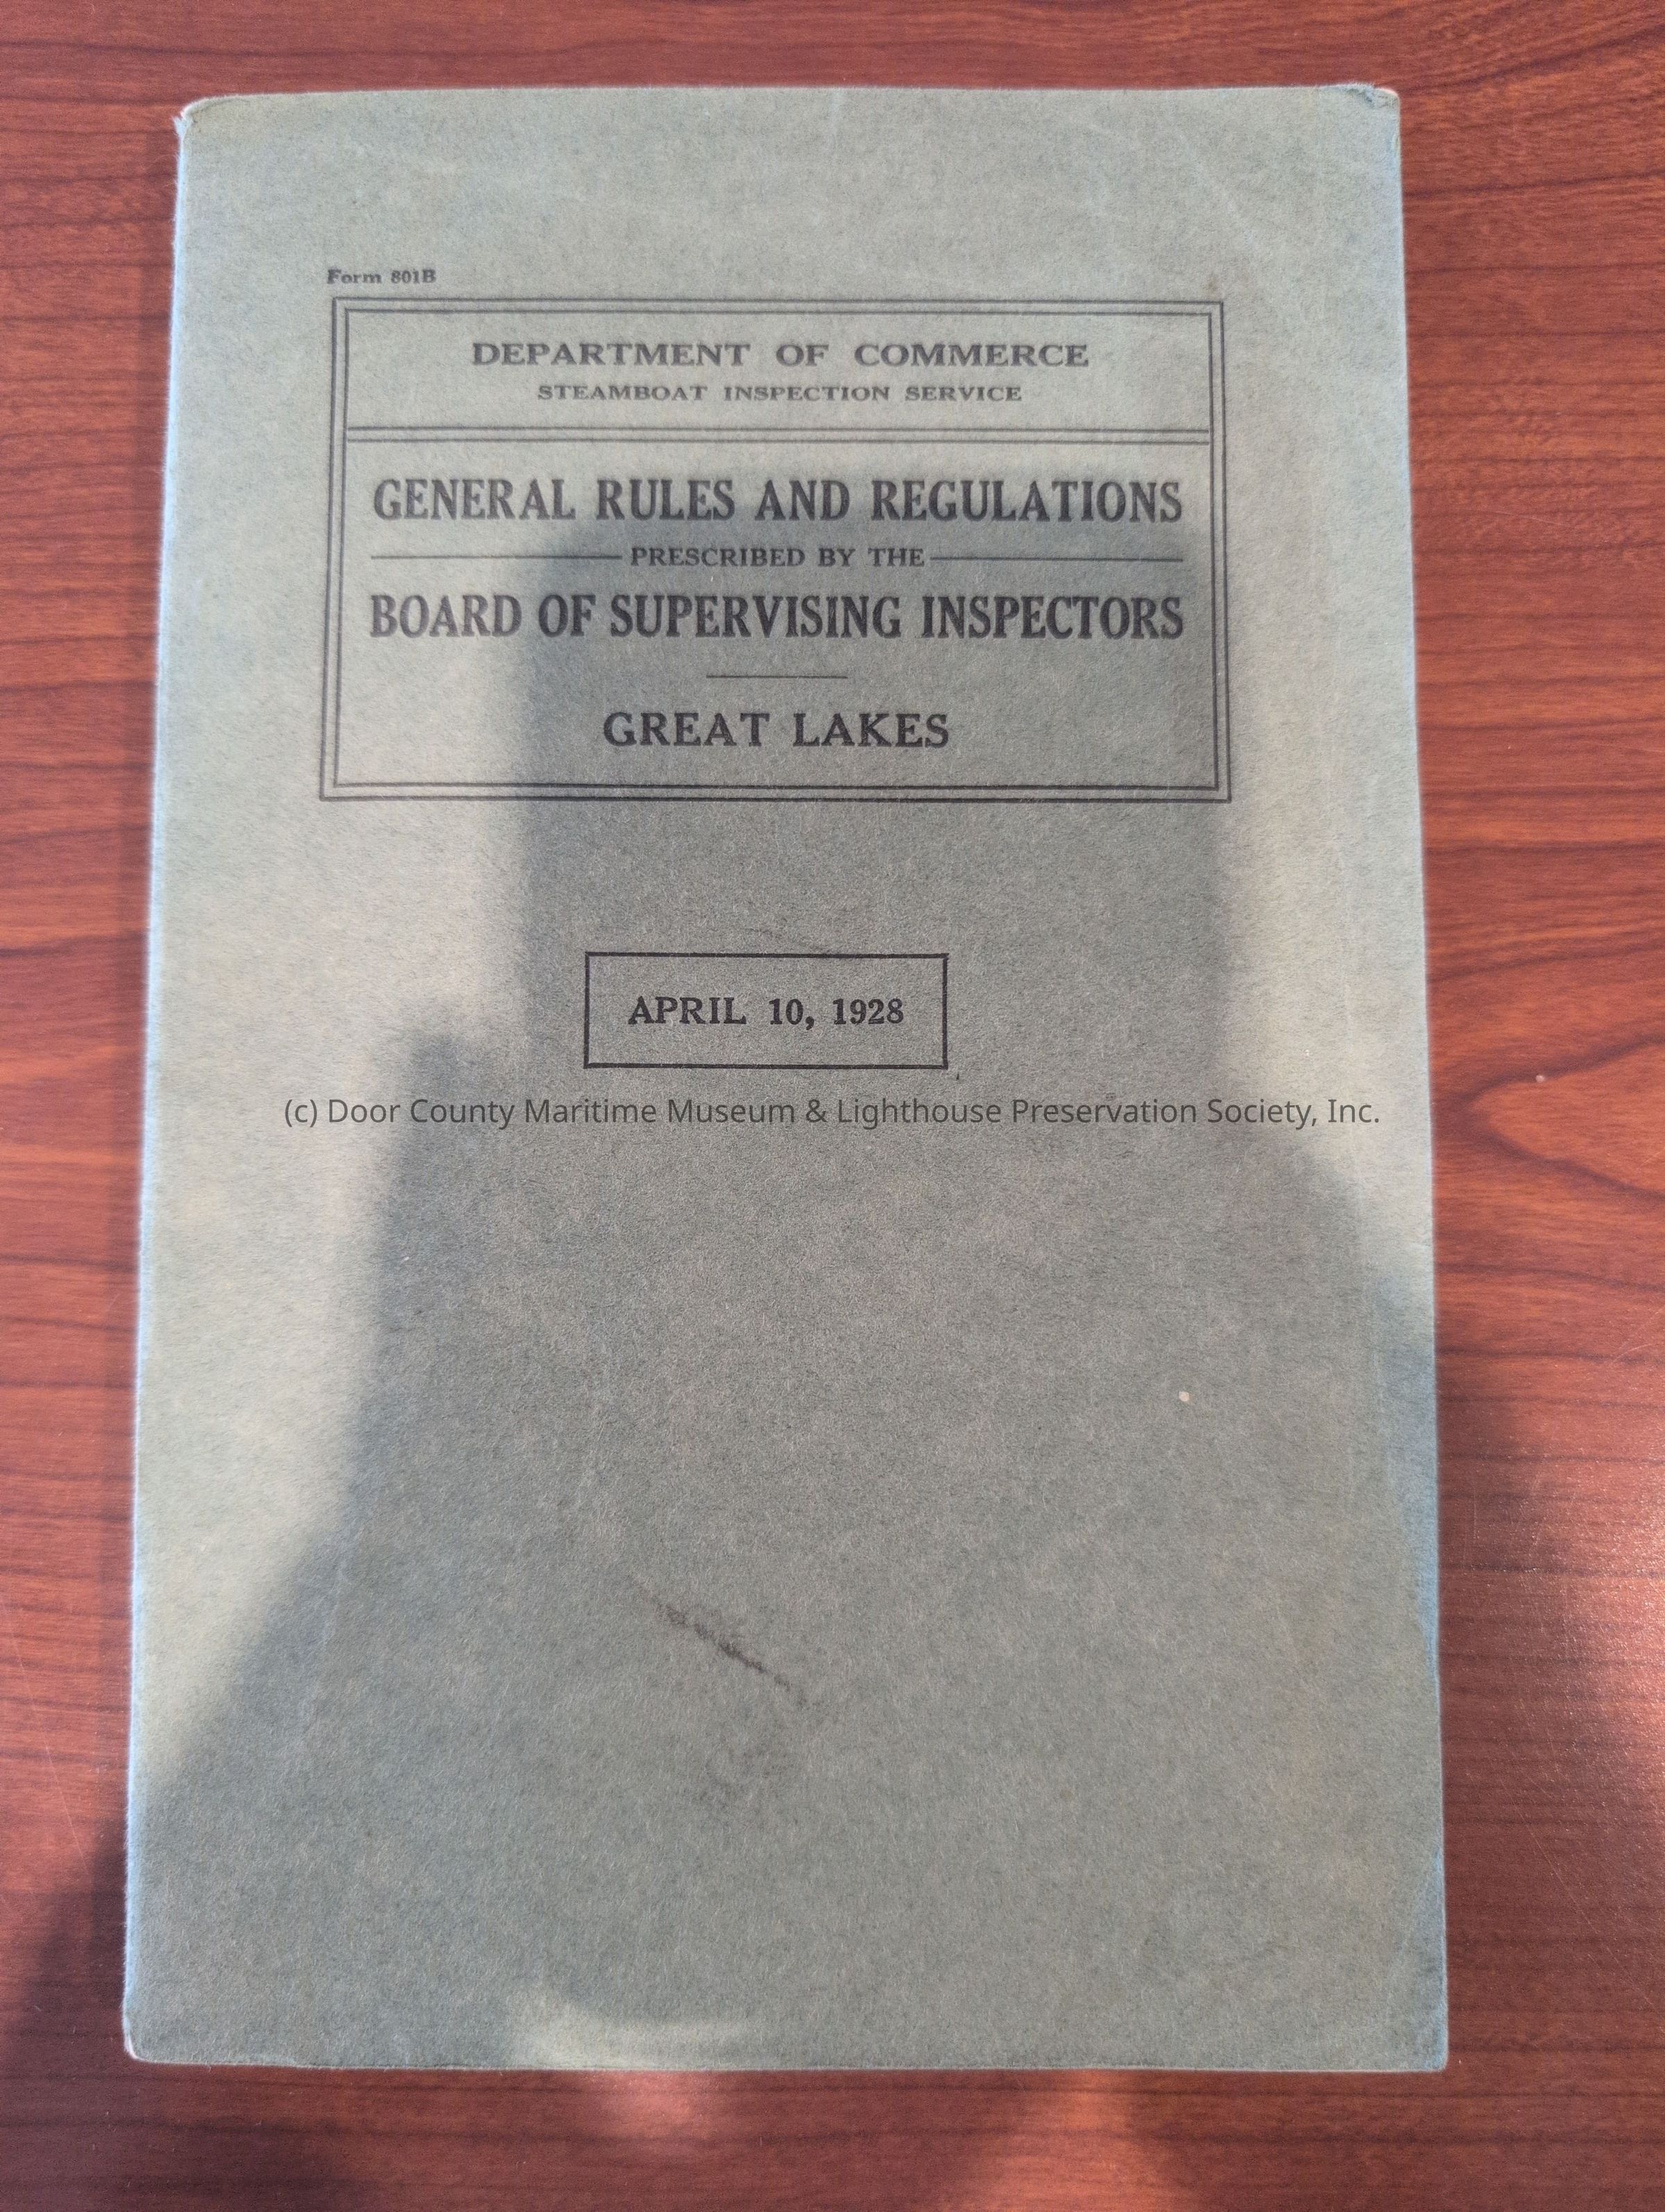 Form 801B
DEPARTMENT OF COMMERCE
STEAMBOAT INSPECTION SERVICE
GENERAL RULES AND REGULATIONS
PRESCRIBED BY THE
BOARD OF SUPERVISING INSPECTORS
GREAT LAKES
APRIL 10, 1928
(c) Door County Maritime Museum & Lighthouse Preservation Society, Inc.